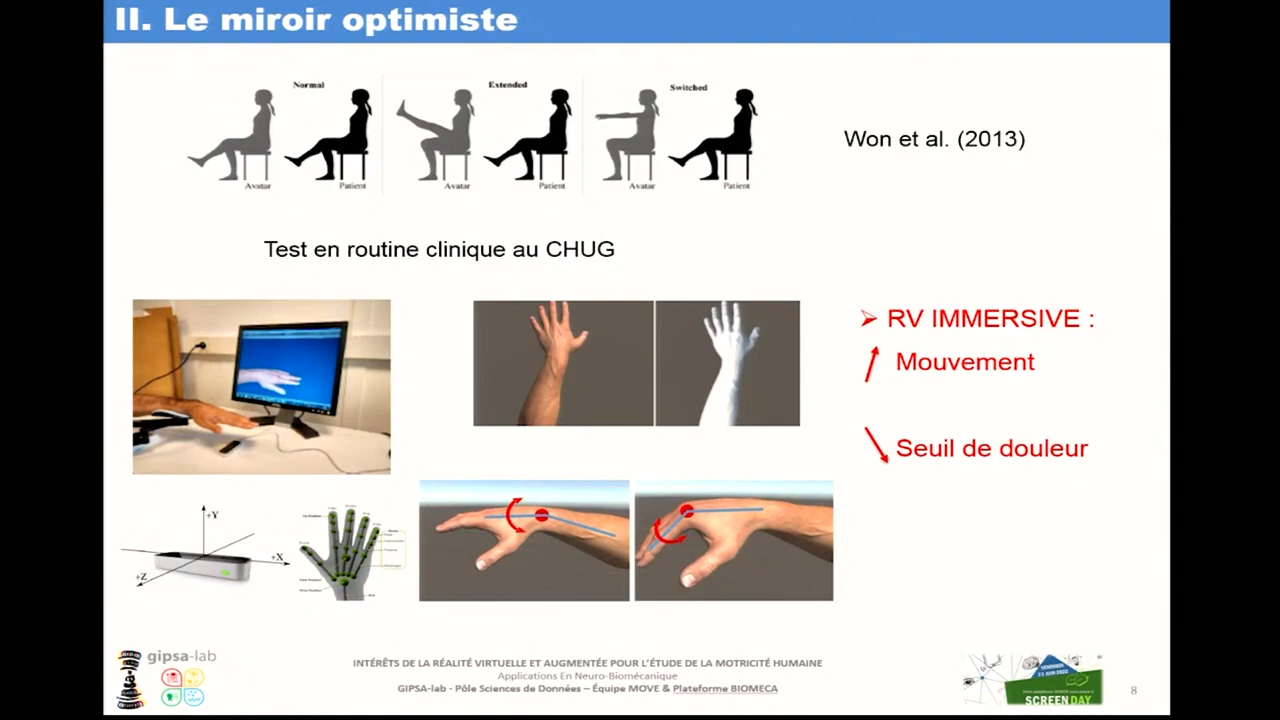 II. Le miroir optimiste
Normal
Extended
Switched
Avatar
Patient
Avatar
Patient
Avatar
Patient
Won et al. (2013)
Test en routine clinique au CHUG
RV IMMERSIVE :
Mouvement
Seuil de douleur
+Y
+X
+Z
gipsa-lab
INTÉRÊTS DE LA RÉALITÉ VIRTUELLE ET AUGMENTÉE POUR L'ÉTUDE DE LA MOTRICITÉ HUMAINE
Applications En Neuro-Biomécanique
GIPSA-lab - Pôle Sciences de Données – Équipe MOVE & Plateforme BIOMECA
VENDREDI
SCREEN DAY
8